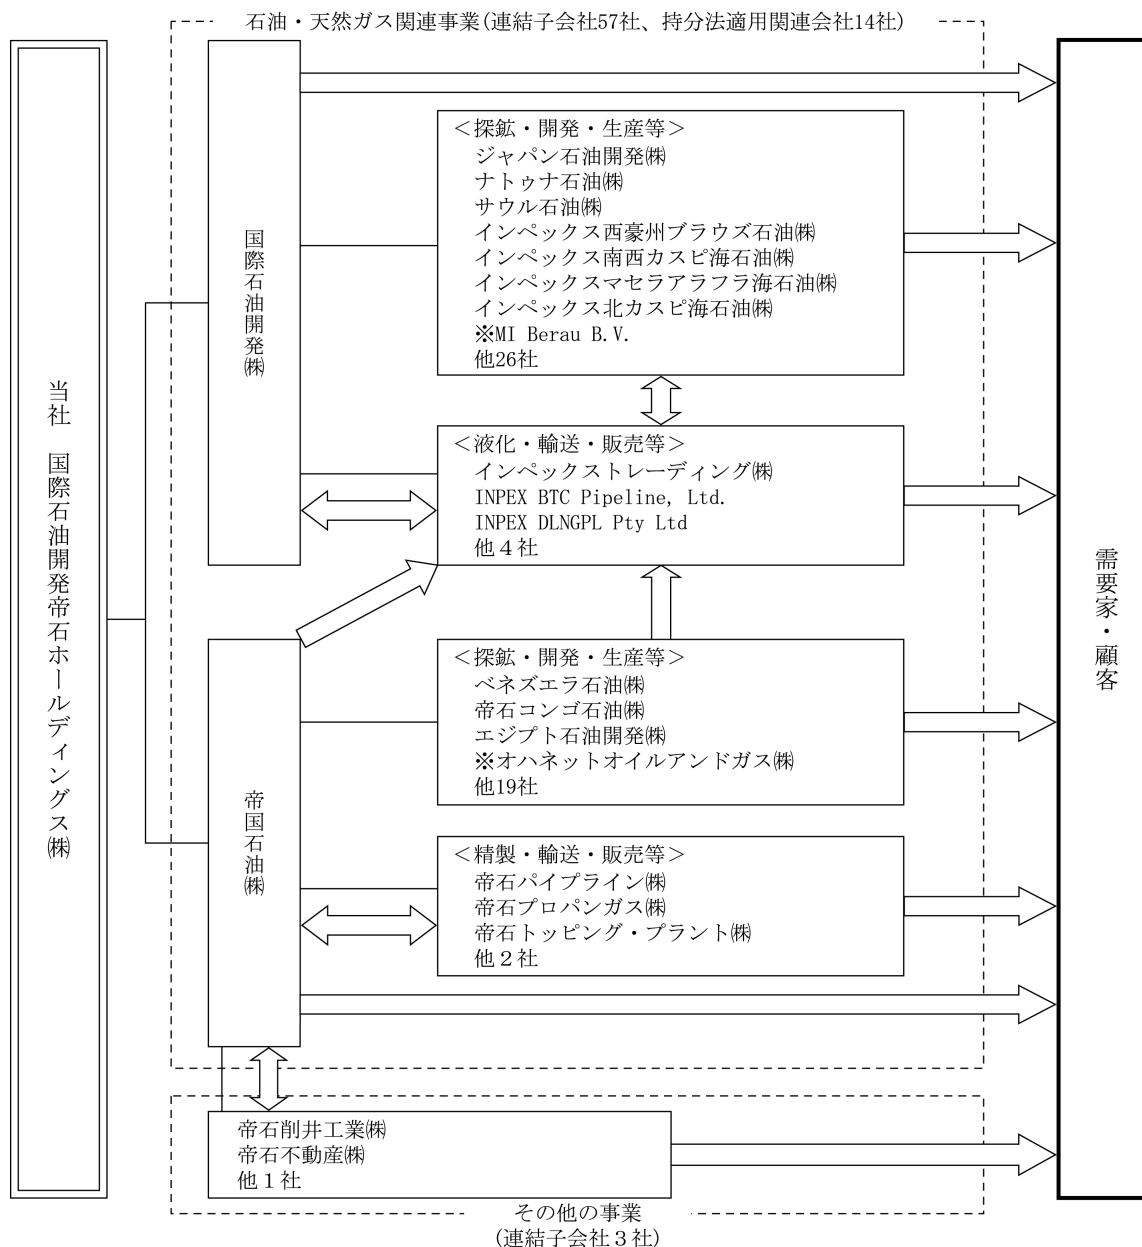 石油・天然ガス関連事業(連結子会社57社、持分法適用関連会社14社)
当社　国際石油開発帝石ホールディングス㈱
国際石油開発㈱
＜探鉱・開発・生産等＞
ジャパン石油開発㈱
ナトゥナ石油㈱
サウル石油㈱
インペックス西豪州ブラウズ石油㈱
インペックス南西カスピ海石油㈱
インペックスマセラアラフラ海石油㈱
インペックス北カスピ海石油㈱
※MI Berau B.V.
他26社
＜液化・輸送・販売等＞
インペックストレーディング㈱
INPEX BTC Pipeline, Ltd.
INPEX DLNGPL Pty Ltd
他４社
帝国石油㈱
＜探鉱・開発・生産等＞
ベネズエラ石油㈱
帝石コンゴ石油㈱
エジプト石油開発㈱
※オハネットオイルアンドガス㈱
他19社
＜精製・輸送・販売等＞
帝石パイプライン㈱
帝石プロパンガス㈱
帝石トッピング・プラント㈱
他２社
帝石削井工業㈱
帝石不動産㈱
他１社
その他の事業
(連結子会社３社)
需要家・顧客